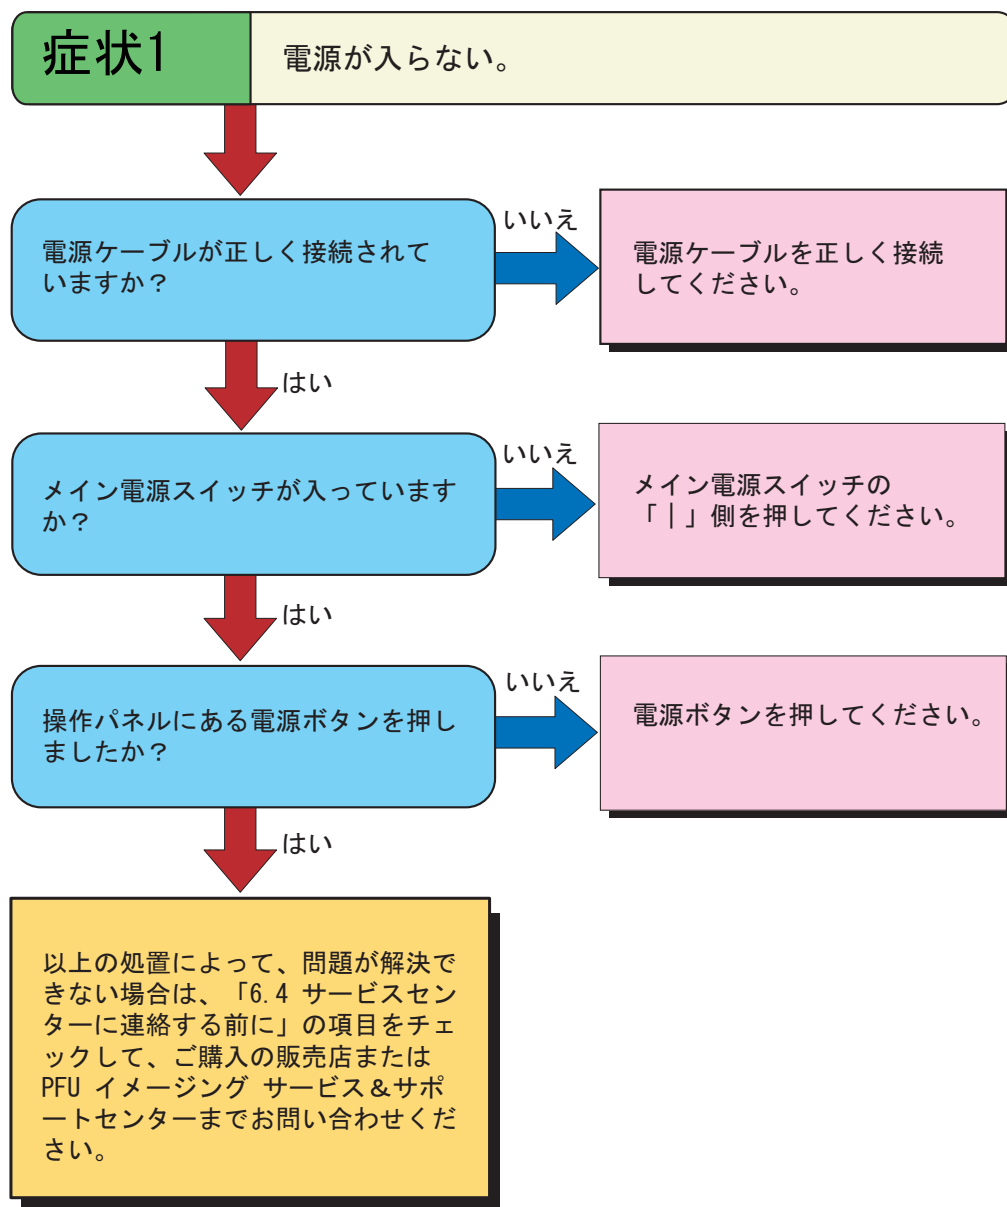 症状1
電源が入らない。
電源ケーブルが正しく接続されて
いますか？
いいえ
電源ケーブルを正しく接続
してください。
はい
メイン電源スイッチが入っています
か？
いいえ
メイン電源スイッチの
「｜」側を押してください。
はい
操作パネルにある電源ボタンを押し
ましたか？
いいえ
電源ボタンを押してください。
はい
以上の処置によって、問題が解決で
きない場合は、「6.4 サービスセン
ターに連絡する前に」の項目をチェ
ックして、ご購入の販売店または
PFU イメージング サービス＆サポ
ートセンターまでお問い合わせくだ
さい。